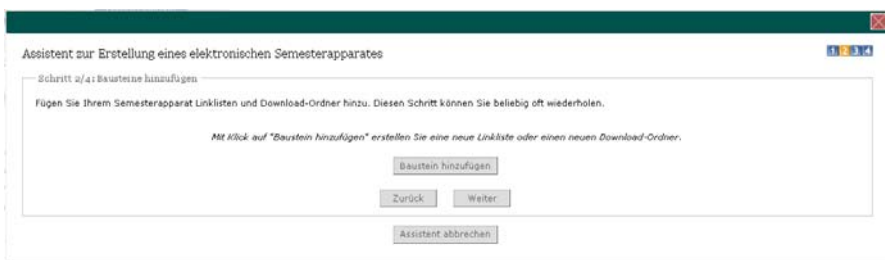 Assistent zur Erstellung eines elektronischen Semesterapparates
1 2 3 4
Schritt 2/4: Bausteine hinzufügen
Fügen Sie Ihrem Semesterapparat Linklisten und Download-Ordner hinzu. Diesen Schritt können Sie beliebig oft wiederholen.
Mit Klick auf "Baustein hinzufügen" erstellen Sie eine neue Linkliste oder einen neuen Download-Ordner.
Baustein hinzufügen
Zurück Weiter
Assistent abbrechen